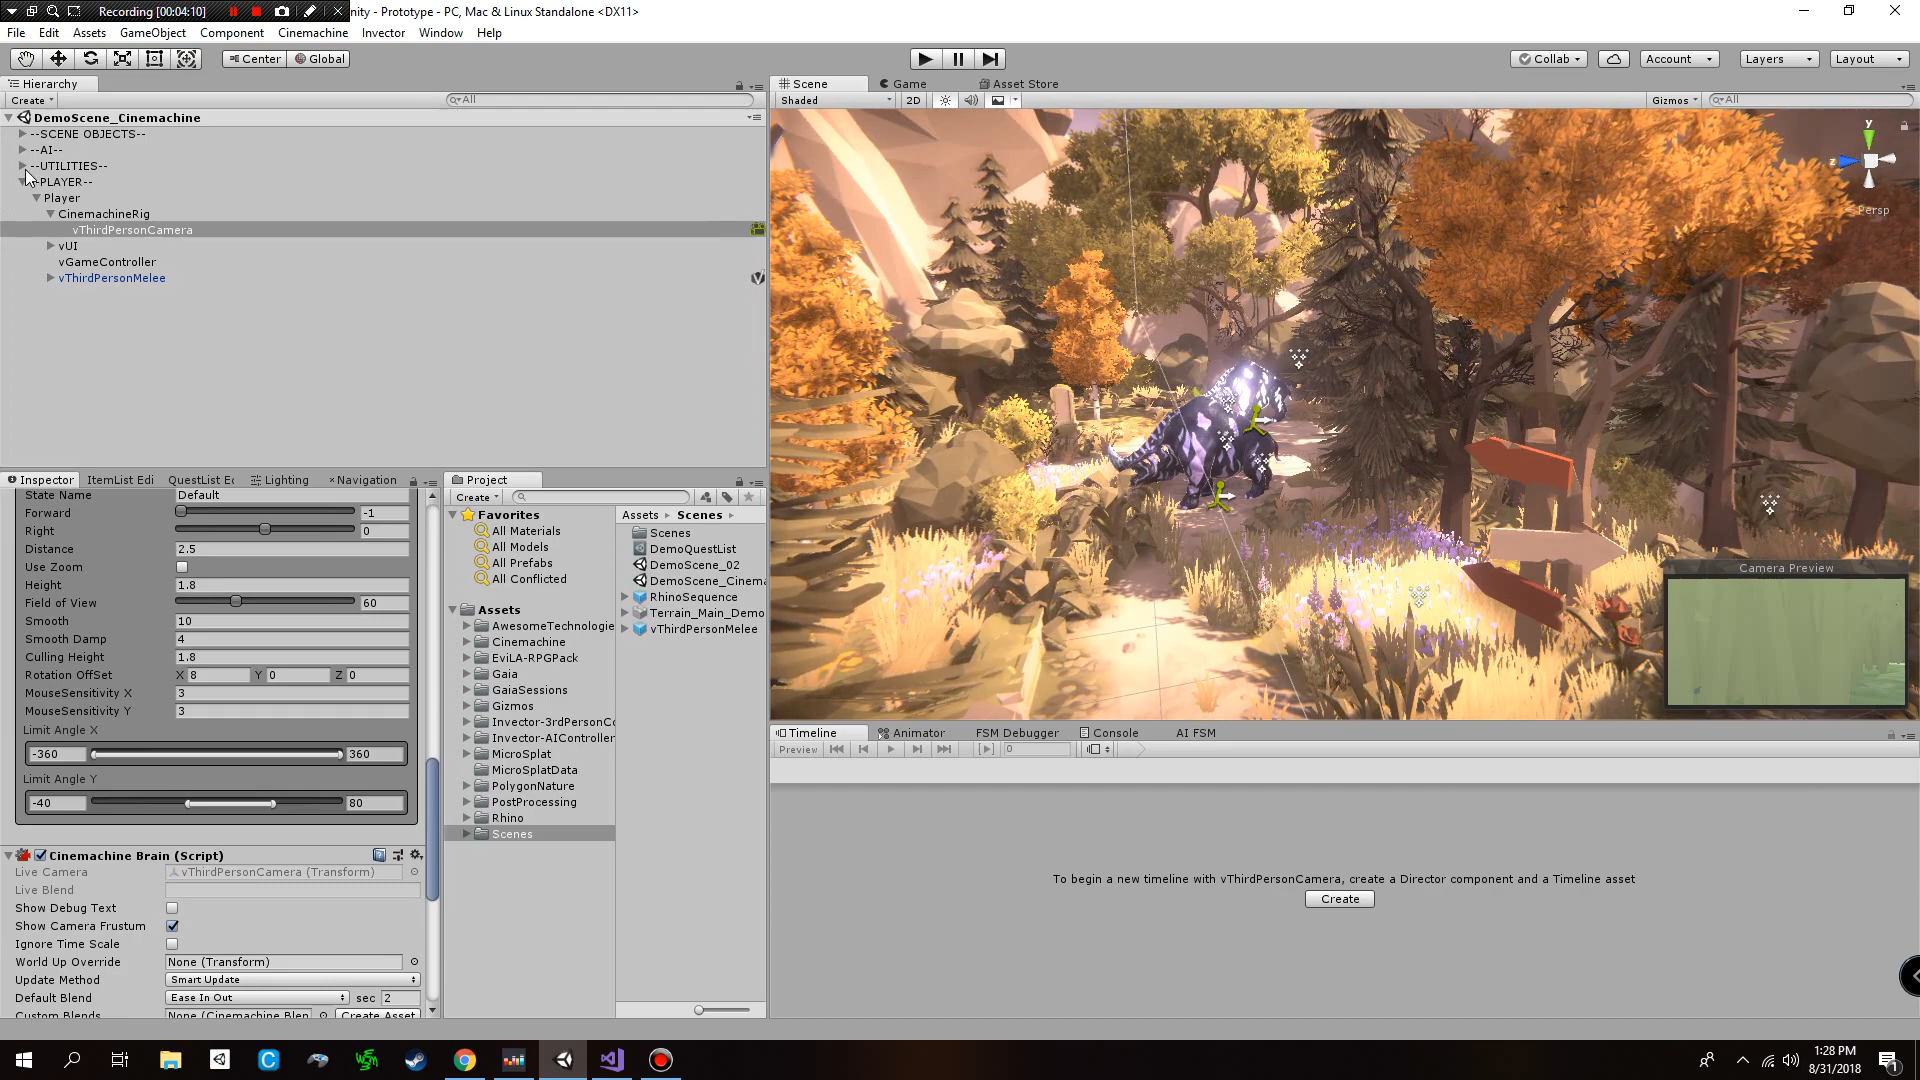 Recording [00:04:10]
nity - Prototype - PC, Mac & Linux Standalone <DX11>
File Edit Assets GameObject Component Cinemachine Invector Window Help
Center Global
Collab Account Layers Layout
Hierarchy
Create All
DemoScene_Cinemachine
--SCENE OBJECTS--
--AI--
--UTILITIES--
--PLAYER--
Player
CinemachineRig
vThirdPersonCamera
vUI
vGameController
vThirdPersonMelee
Scene Game Asset Store
Shaded 2D Gizmos All
y
z
Persp
Camera Preview
Inspector ItemList Edi QuestList Ec Lighting Navigation
State Name Default
Forward -1
Right 0
Distance 2.5
Use Zoom
Height 1.8
Field of View 60
Smooth 10
Smooth Damp 4
Culling Height 1.8
Rotation OffSet X 8 Y 0 Z 0
MouseSensitivity X 3
MouseSensitivity Y 3
Limit Angle X
-360 360
Limit Angle Y
-40 80
Cinemachine Brain (Script)
Live Camera vThirdPersonCamera (Transform)
Live Blend
Show Debug Text
Show Camera Frustum
Ignore Time Scale
World Up Override None (Transform)
Update Method Smart Update
Default Blend Ease In Out sec 2
Custom Blends None (Cinemachine Blen Create Asset
Project
Create
Favorites
All Materials
All Models
All Prefabs
All Conflicted
Assets
AwesomeTechnologie
Cinemachine
EviLA-RPGPack
Gaia
GaiaSessions
Gizmos
Invector-3rdPersonCo
Invector-AIController
MicroSplat
MicroSplatData
PolygonNature
PostProcessing
Rhino
Scenes
Assets Scenes
Scenes
DemoQuestList
DemoScene_02
DemoScene_Cinema
RhinoSequence
Terrain_Main_Demo
vThirdPersonMelee
Timeline Animator FSM Debugger Console AI FSM
Preview 0
To begin a new timeline with vThirdPersonCamera, create a Director component and a Timeline asset
Create
1:28 PM
8/31/2018
1